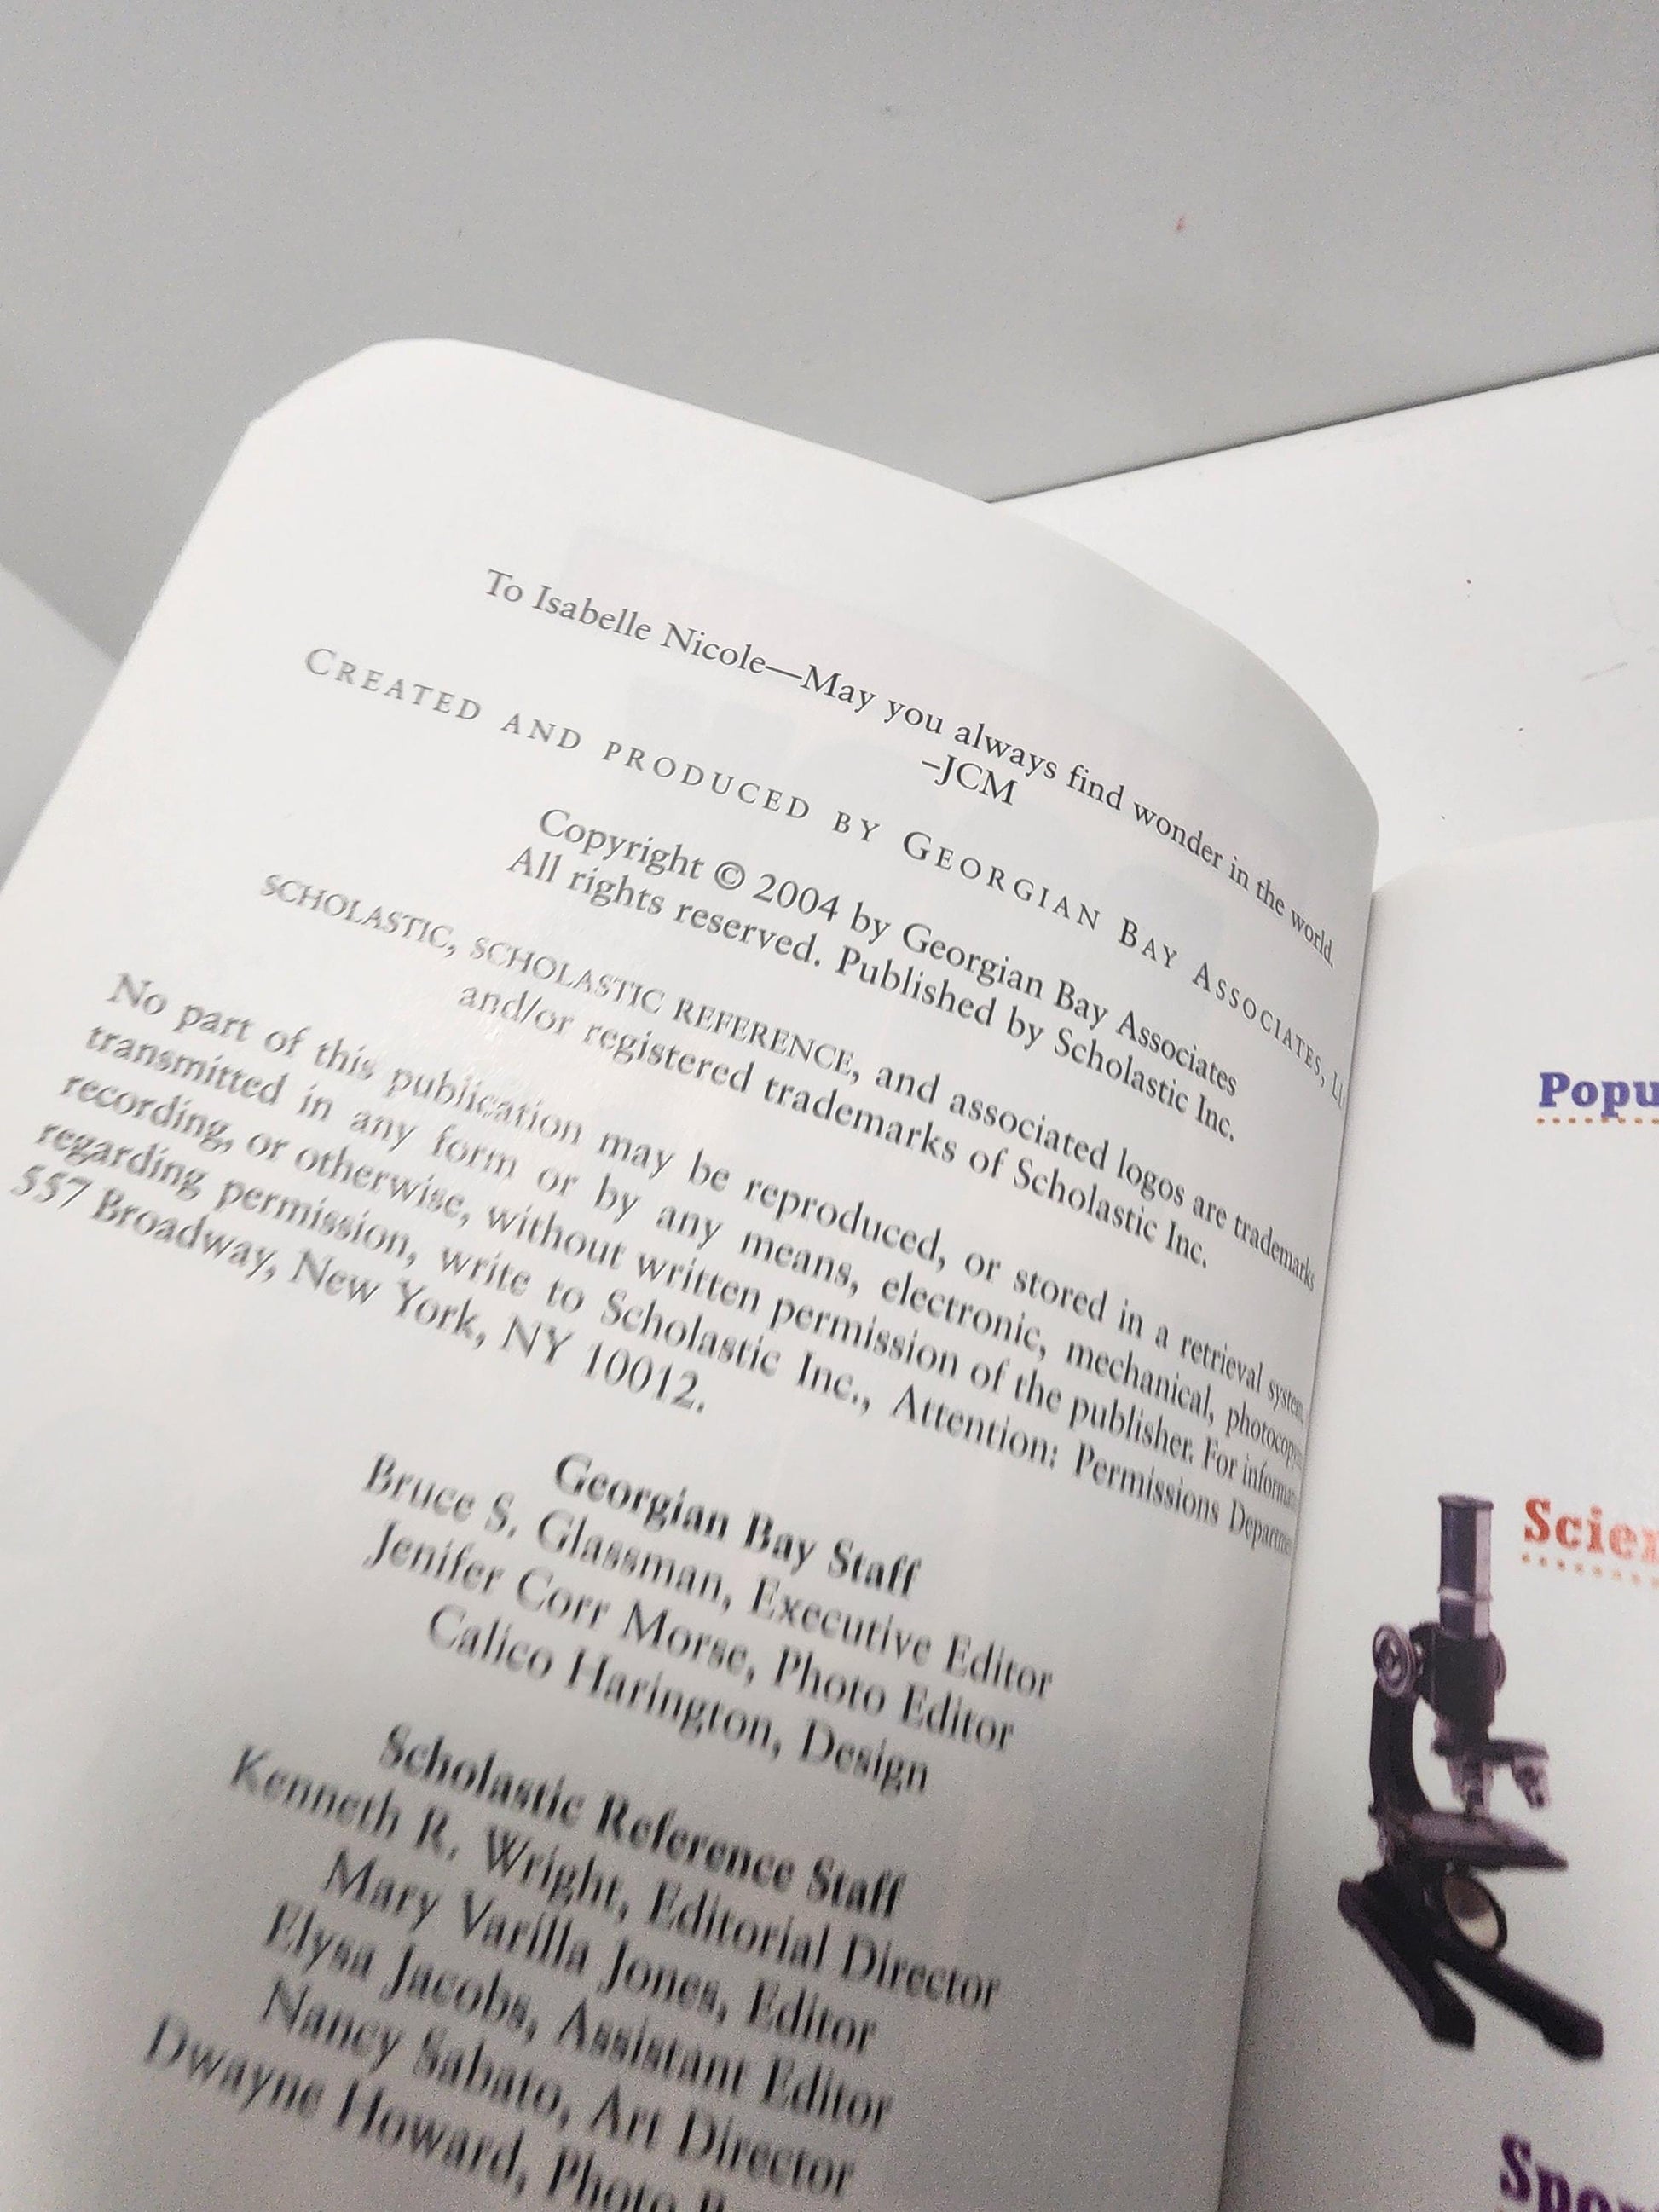 To Isabelle Nicole—May you always find wonder in the world.
–JCM
CREATED AND PRODUCED BY GEORGIAN BAY ASSOCIATES,
Copyright © 2004 by Georgian Bay Associates
All rights reserved. Published by Scholastic Inc.
SCHOLASTIC, SCHOLASTIC REFERENCE, and associated logos are trademarks
and/or registered trademarks of Scholastic Inc.
No part of this publication may be reproduced, or stored in a retrieval system,
transmitted in any form or by any means, electronic, mechanical,
recording, or otherwise, without written permission of the publisher. For
regarding permission, write to Scholastic Inc., Attention: Permissions
557 Broadway, New York, NY 10012.
Georgian Bay Staff
Bruce S. Glassman, Executive Editor
Jenifer Corr Morse, Photo Editor
Calico Harington, Design
Scholastic Reference Staff
Kenneth R. Wright, Editorial Director
Mary Varilla Jones, Editor
Elysa Jacobs, Assistant Editor
Nancy Sabato, Art Director
Dwayne Howard, Photo
Popu
Scien
Spor